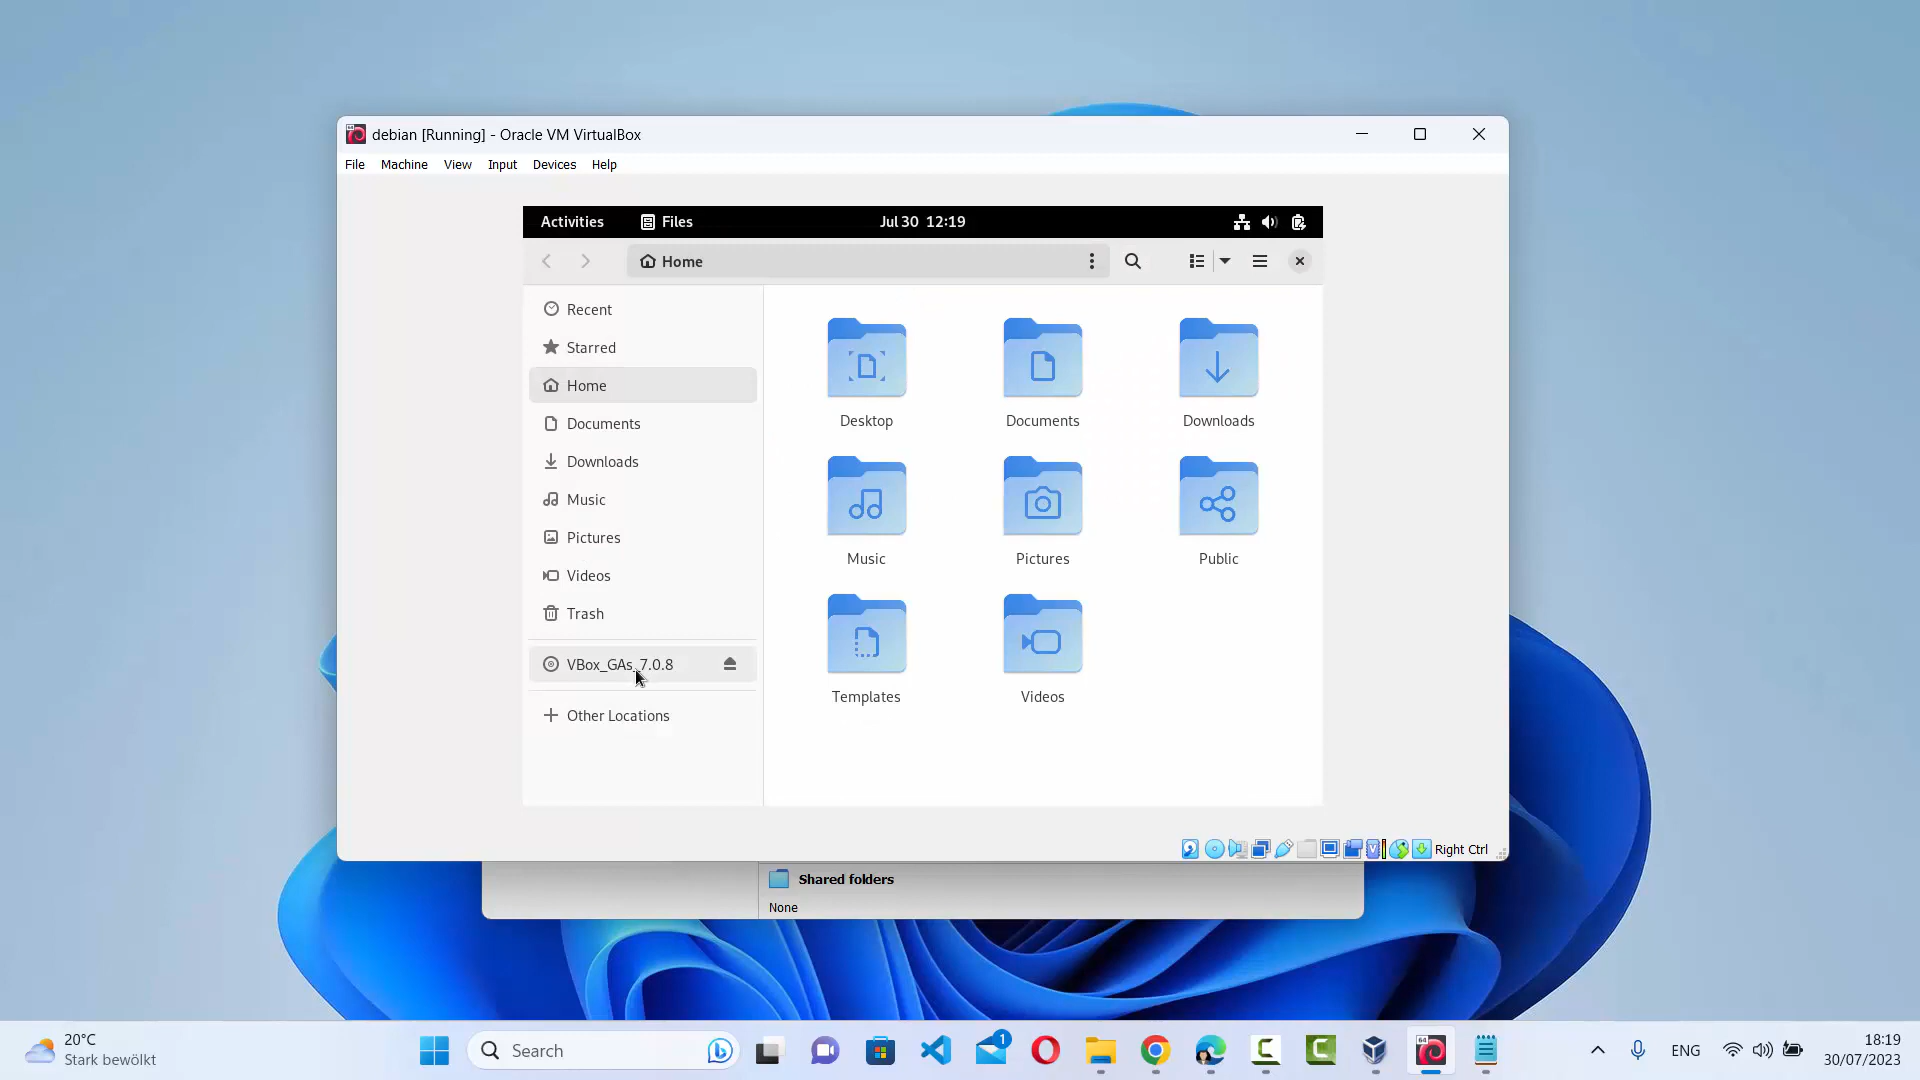 debian [Running] - Oracle VM VirtualBox
File Machine View Input Devices Help
Activities Files Jul 30 12:19
Home
Recent
Starred
Home
Documents
Downloads
Music
Pictures
Videos
Trash
VBox_GAs_7.0.8
Other Locations
Desktop Documents Downloads
Music Pictures Public
Templates Videos
Right Ctrl
Shared folders
None
20°C
Stark bewölkt
Search
1
64
ENG
18:19
30/07/2023